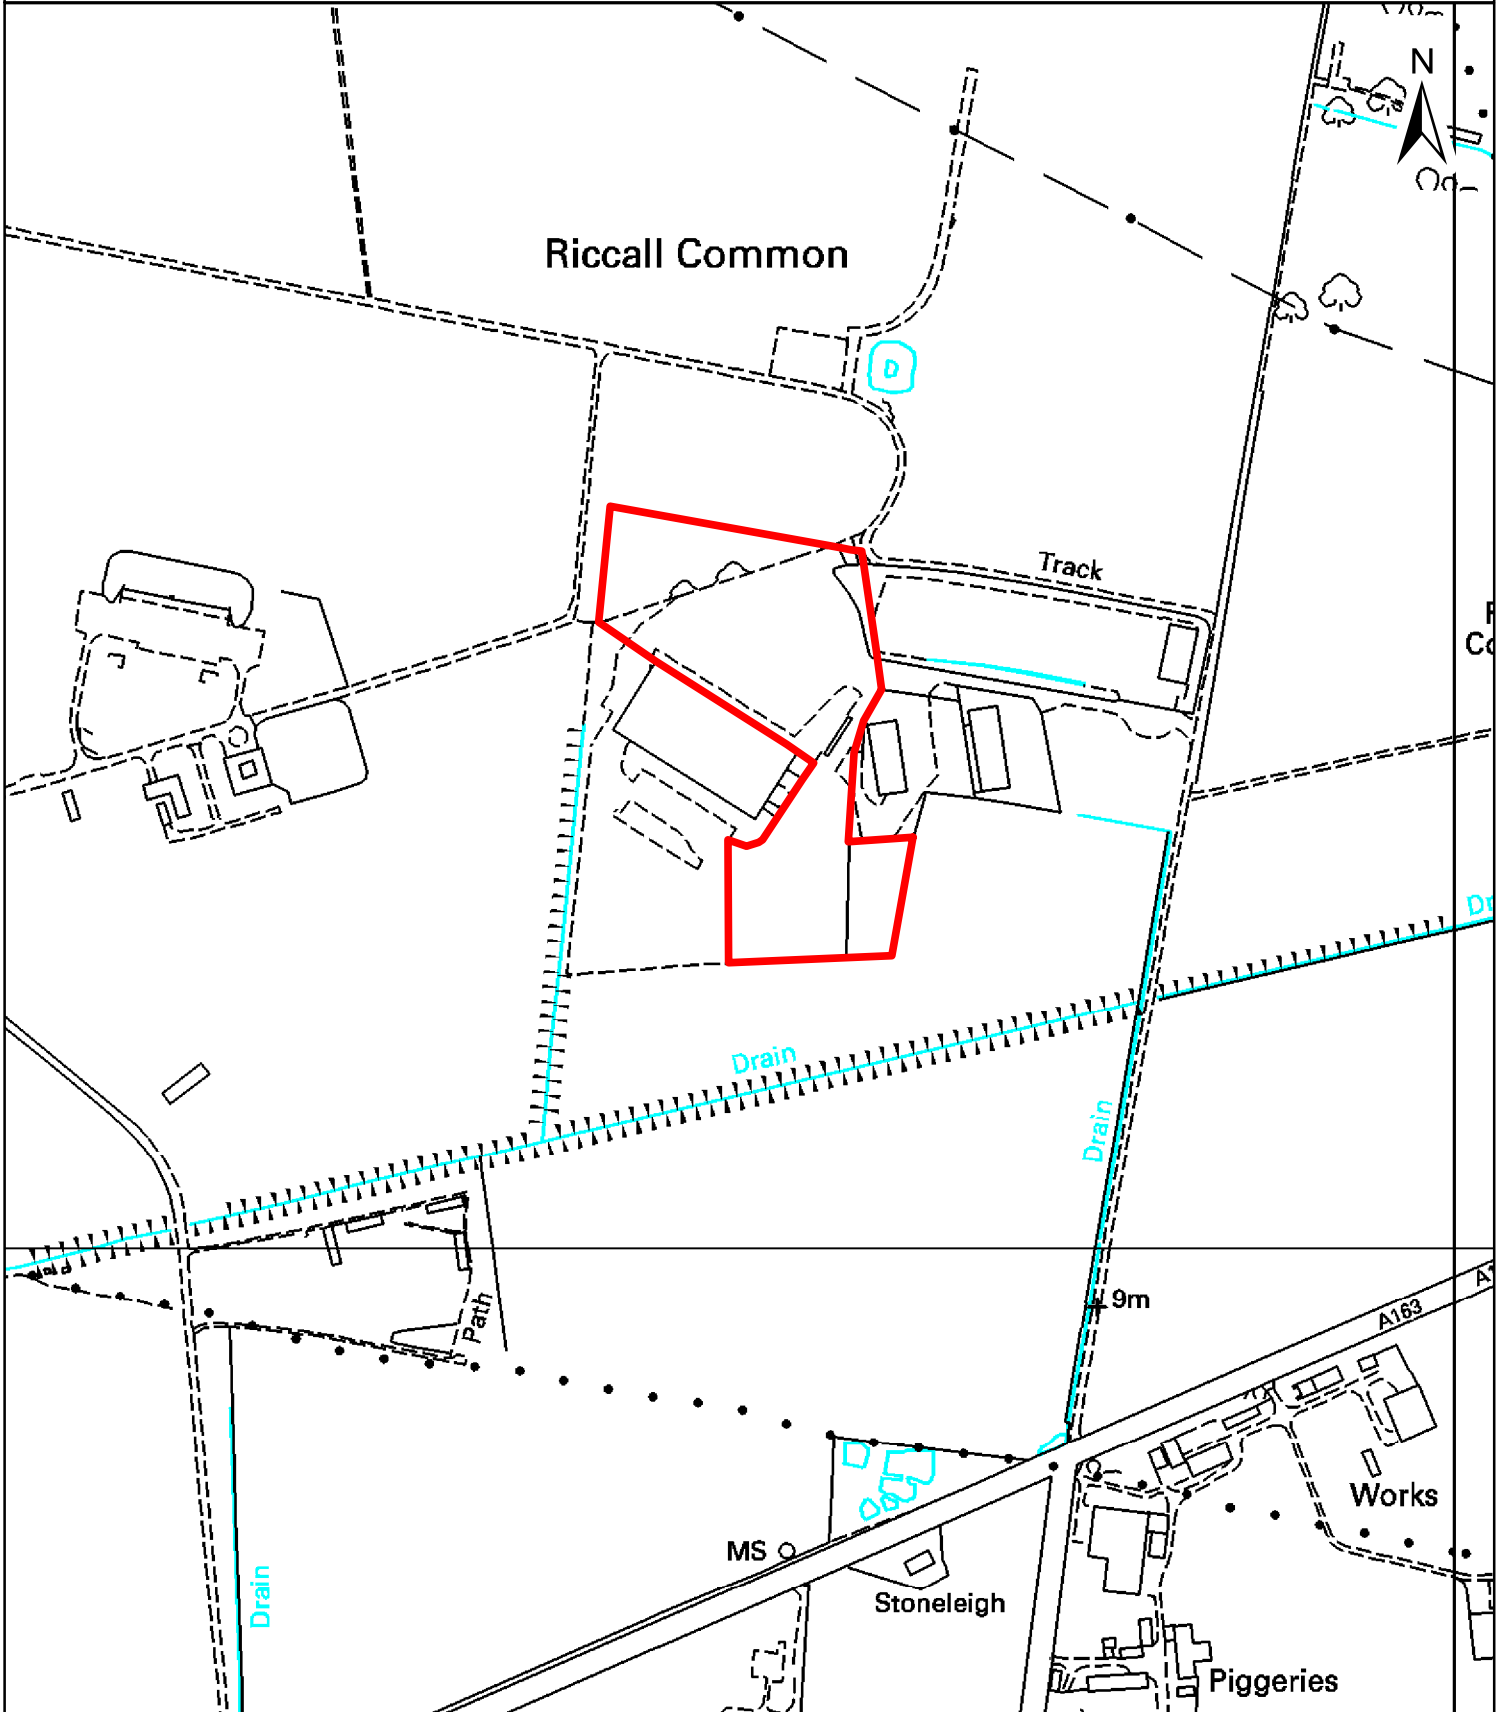 N
Riccall Common
Track
Drain
Drain
9m
A163
Path
Works
MS
Stoneleigh
Drain
Piggeries